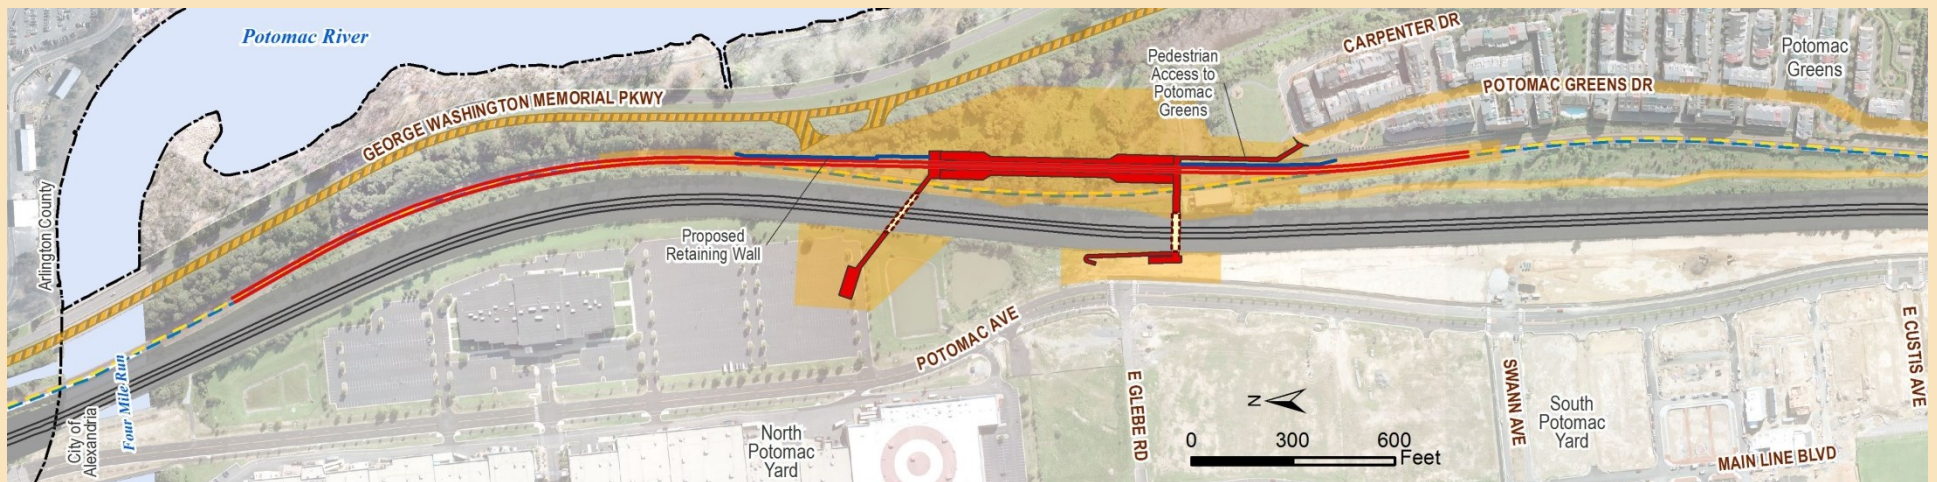 Potomac River
GEORGE WASHINGTON MEMORIAL PKWY
Pedestrian
Access to
Potomac
Greens
CARPENTER DR
POTOMAC GREENS DR
Potomac
Greens
Arlington County
City of
Alexandria
Four Mile Run
Proposed
Retaining Wall
POTOMAC AVE
North
Potomac
Yard
E GLEBE RD
N
0 300 600
Feet
SWANN AVE
South
Potomac
Yard
MAIN LINE BLVD
E CUSTIS AVE